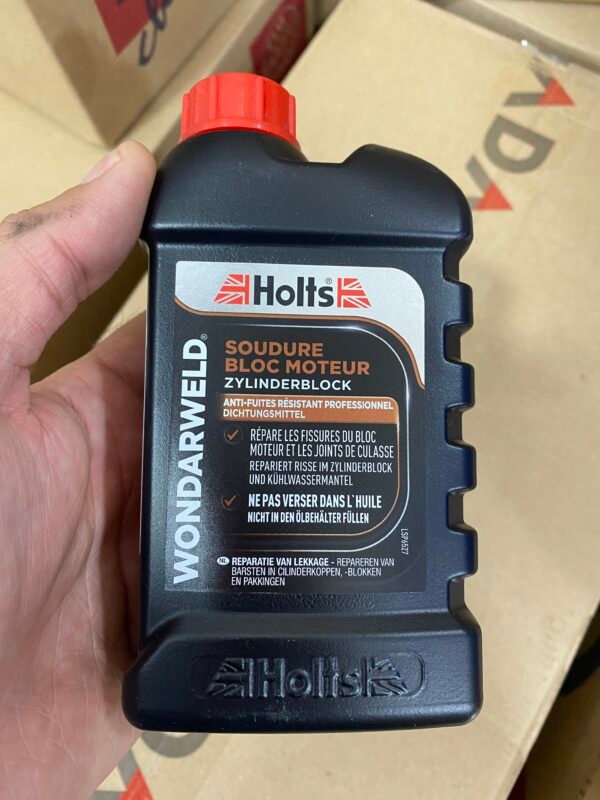 Holts®
WONDARWELD®
SOUDURE
BLOC MOTEUR
ZYLINDERBLOCK
ANTI-FUITES RÉSISTANT PROFESSIONNEL
DICHTUNGSMITTEL
RÉPARE LES FISSURES DU BLOC
MOTEUR ET LES JOINTS DE CULASSE
REPARIERT RISSE IM ZYLINDERBLOCK
UND KÜHLWASSERMANTEL
NE PAS VERSER DANS L`HUILE
NICHT IN DEN ÖLBEHÄLTER FÜLLEN
NL REPARATIE VAN LEKKAGE - REPAREREN VAN
BARSTEN IN CILINDERKOPPEN, -BLOKKEN
EN PAKKINGEN
LSP6527
Holts